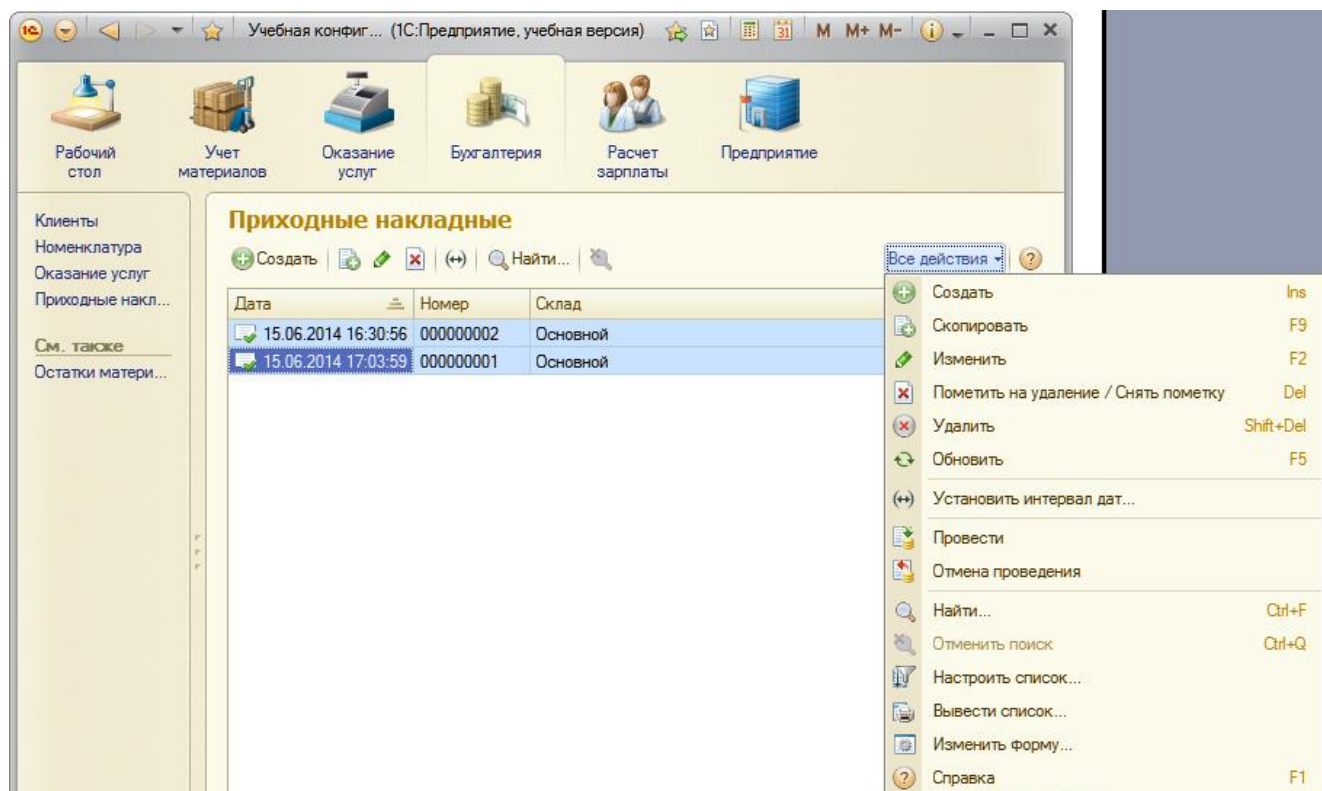 1С Учебная конфиг... (1С:Предприятие, учебная версия) 31 M M+ M-
Рабочий
стол
Учет
материалов
Оказание
услуг
Бухгалтерия
Расчет
зарплаты
Предприятие
Клиенты
Номенклатура
Оказание услуг
Приходные накл...
См. также
Остатки матери...
Приходные накладные
Создать Найти... Все действия
Дата Номер Склад
15.06.2014 16:30:56 000000002 Основной
15.06.2014 17:03:59 000000001 Основной
Создать Ins
Скопировать F9
Изменить F2
Пометить на удаление / Снять пометку Del
Удалить Shift+Del
Обновить F5
Установить интервал дат...
Провести
Отмена проведения
Найти... Ctrl+F
Отменить поиск Ctrl+Q
Настроить список...
Вывести список...
Изменить форму...
Справка F1